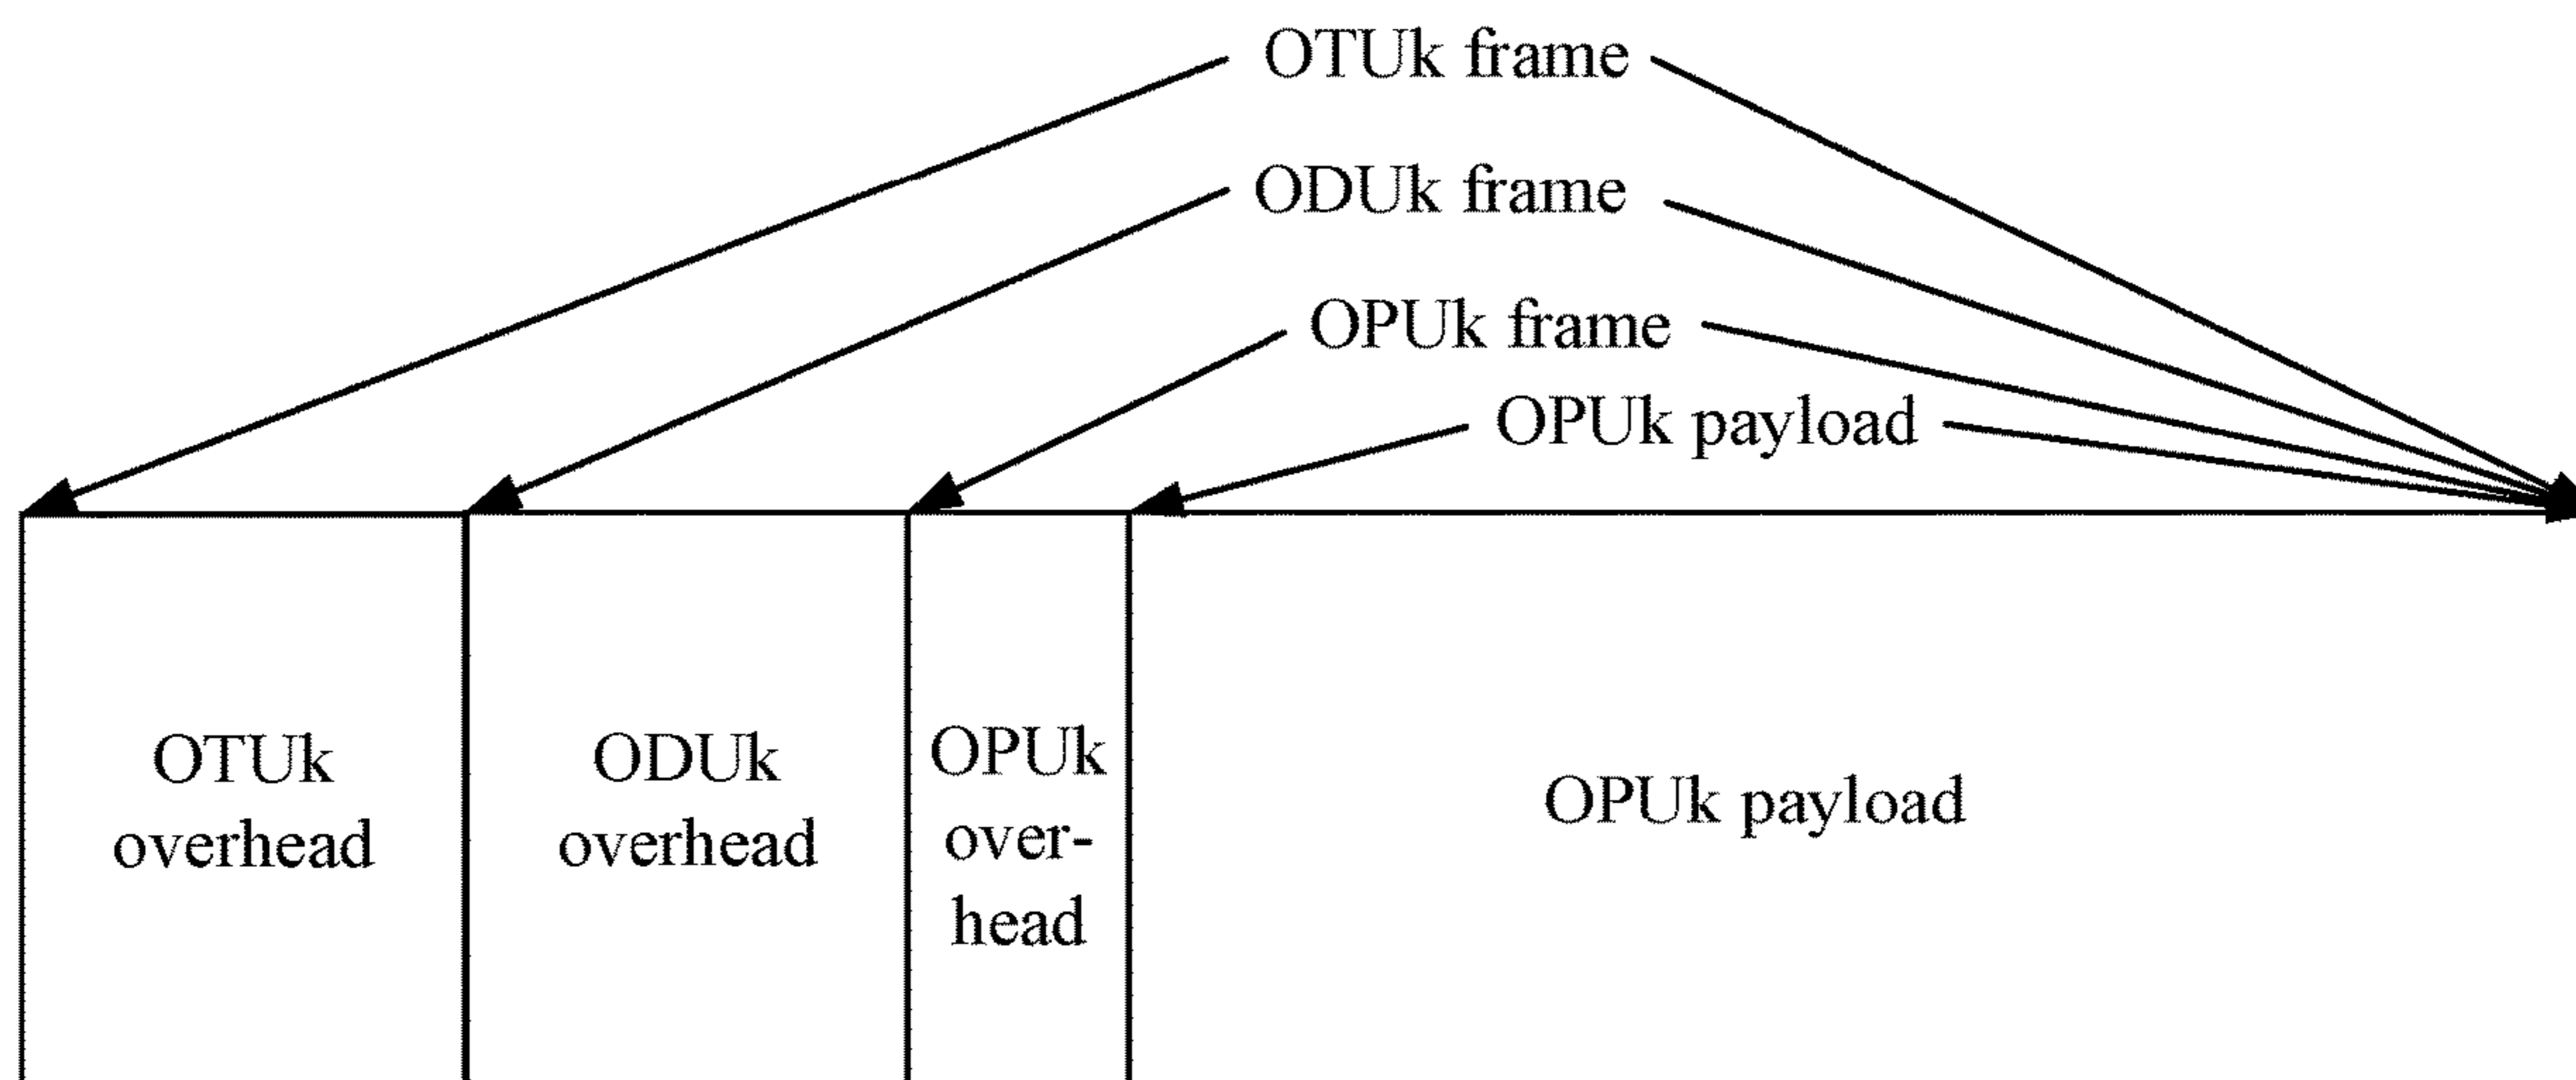 OTUk frame
ODUk frame
OPUk frame
OPUk payload
OTUk
overhead
ODUk
overhead
OPUk
over-
head
OPUk payload